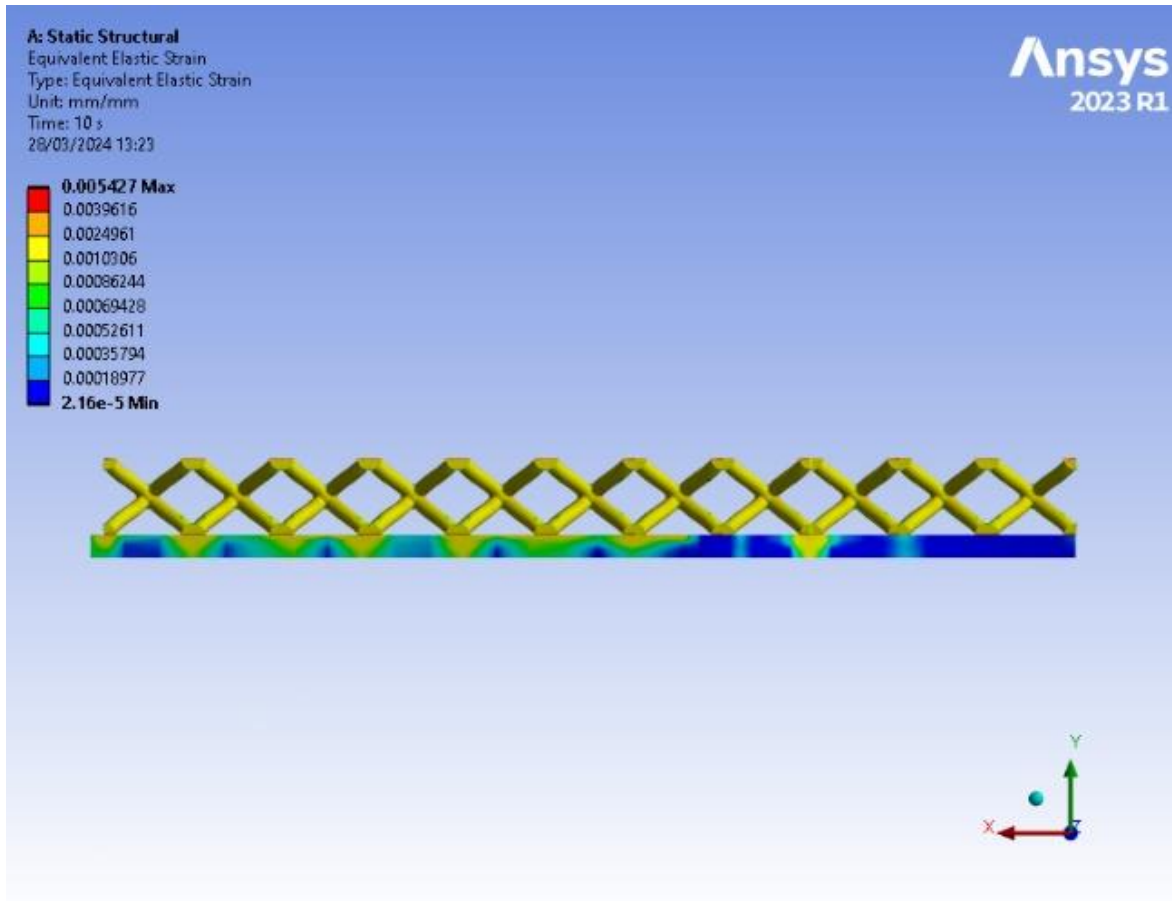 A: Static Structural
Equivalent Elastic Strain
Type: Equivalent Elastic Strain
Unit: mm/mm
Time: 10 s
28/03/2024 13:23
Ansys
2023 R1
0.005427 Max
0.0039616
0.0024961
0.0010306
0.00086244
0.00069428
0.00052611
0.00035794
0.00018977
2.16e-5 Min
Y
X
Z